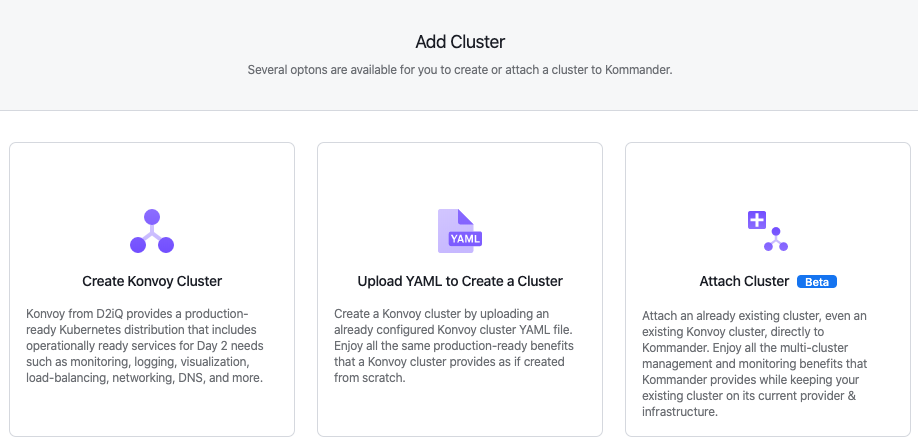 Add Cluster
Several optons are available for you to create or attach a cluster to Kommander.
YAML
Create Konvoy Cluster
Konvoy from D2iQ provides a production-
ready Kubernetes distribution that includes
operationally ready services for Day 2 needs
such as monitoring, logging, visualization,
load-balancing, networking, DNS, and more.
Upload YAML to Create a Cluster
Create a Konvoy cluster by uploading an
already configured Konvoy cluster YAML file.
Enjoy all the same production-ready benefits
that a Konvoy cluster provides as if created
from scratch.
Attach Cluster Beta
Attach an already existing cluster, even an
existing Konvoy cluster, directly to
Kommander. Enjoy all the multi-cluster
management and monitoring benefits that
Kommander provides while keeping your
existing cluster on its current provider &
infrastructure.